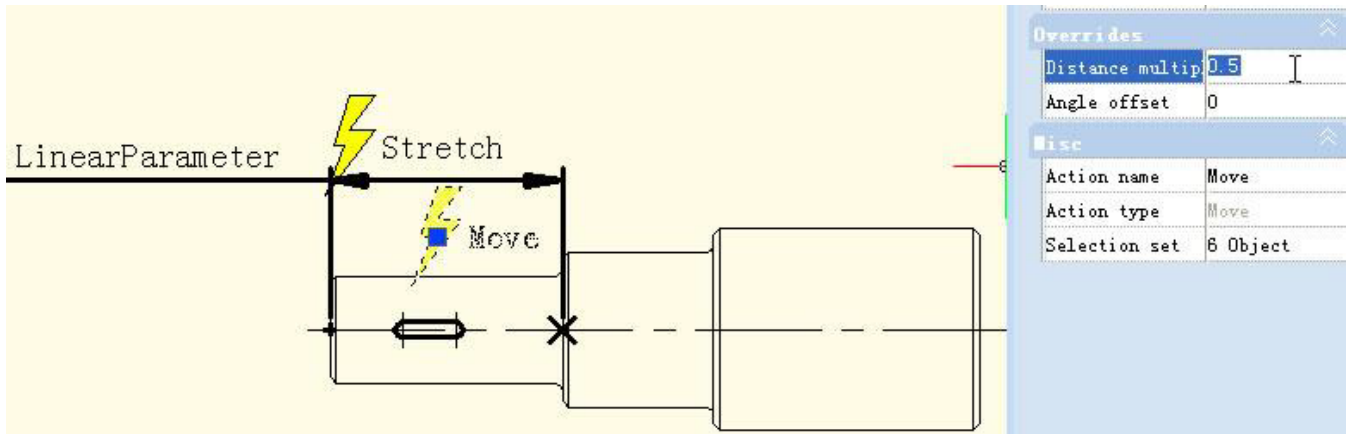 LinearParameter
Stretch
Move
Overrides
Distance multip 0.5
Angle offset 0
Misc
Action name Move
Action type Move
Selection set 6 Object